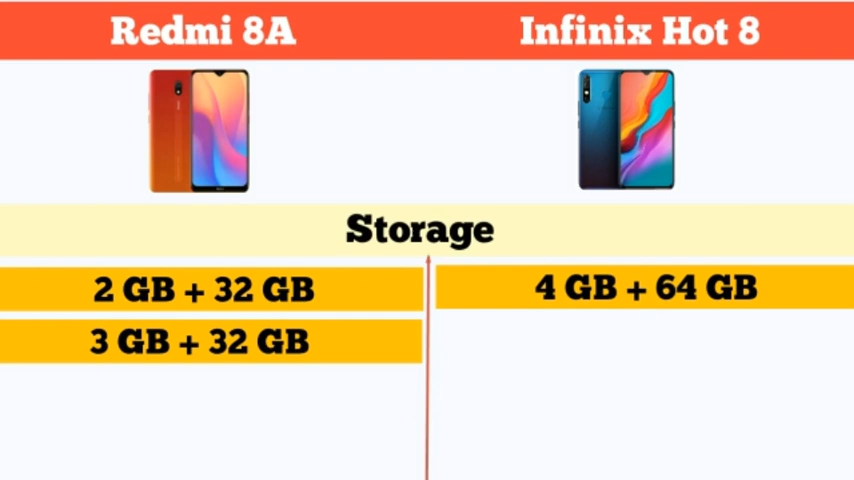 Redmi 8A
Infinix Hot 8
Storage
2 GB + 32 GB
4 GB + 64 GB
3 GB + 32 GB